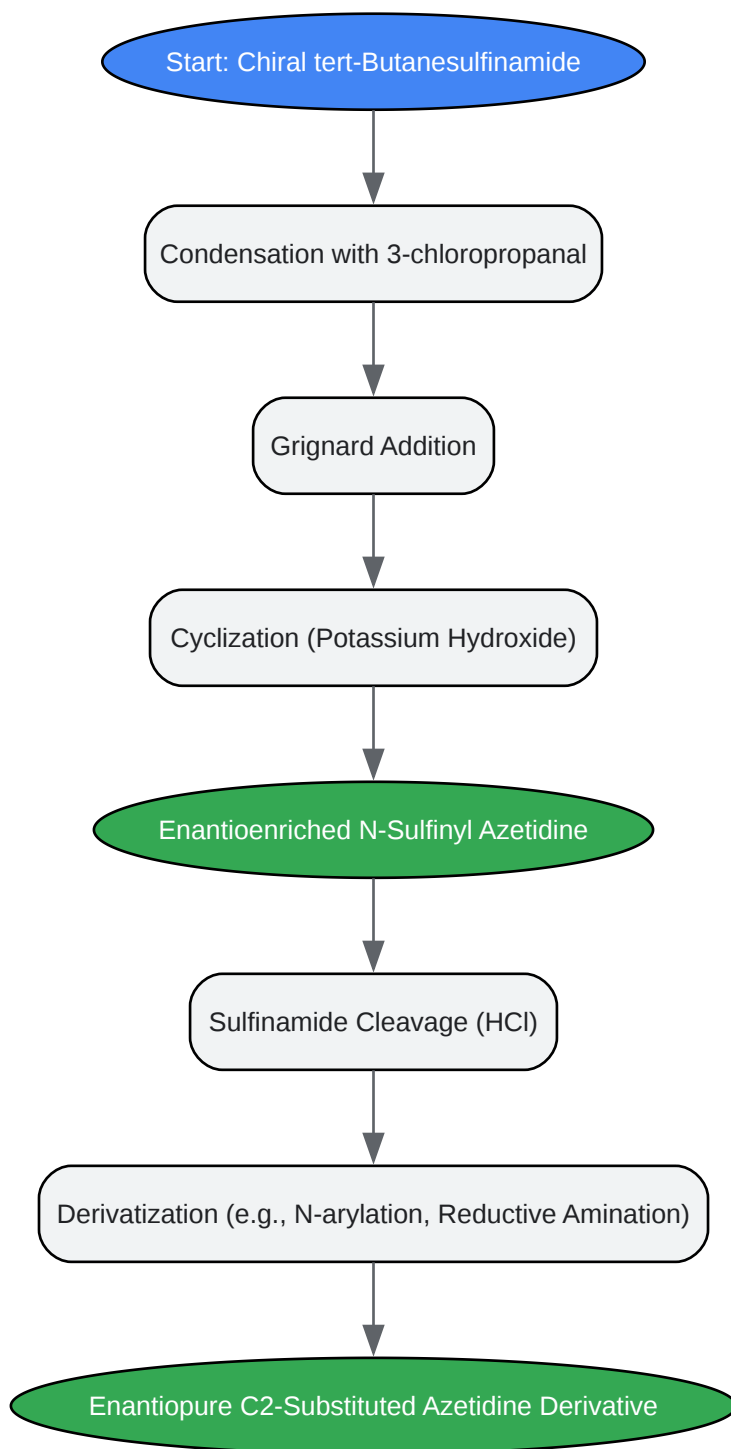 Start: Chiral tert-Butanesulfinamide
Condensation with 3-chloropropanal
Grignard Addition
Cyclization (Potassium Hydroxide)
Enantioenriched N-Sulfinyl Azetidine
Sulfinamide Cleavage (HCl)
Derivatization (e.g., N-arylation, Reductive Amination)
Enantiopure C2-Substituted Azetidine Derivative